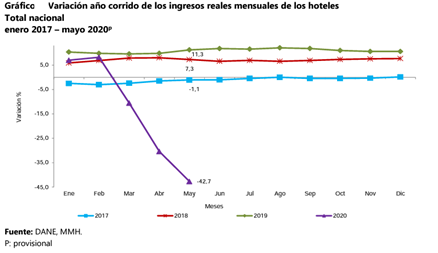 Gráfico Variación año corrido de los ingresos reales mensuales de los hoteles
Total nacional
enero 2017 – mayo 2020ᵖ
Variación %
5,0
-5,0
-15,0
-25,0
-35,0
-45,0
11,3
7,3
-1,1
-42,7
Ene Feb Mar Abr May Jun Jul Ago Sep Oct Nov Dic
Meses
2017 2018 2019 2020
Fuente: DANE, MMH.
P: provisional